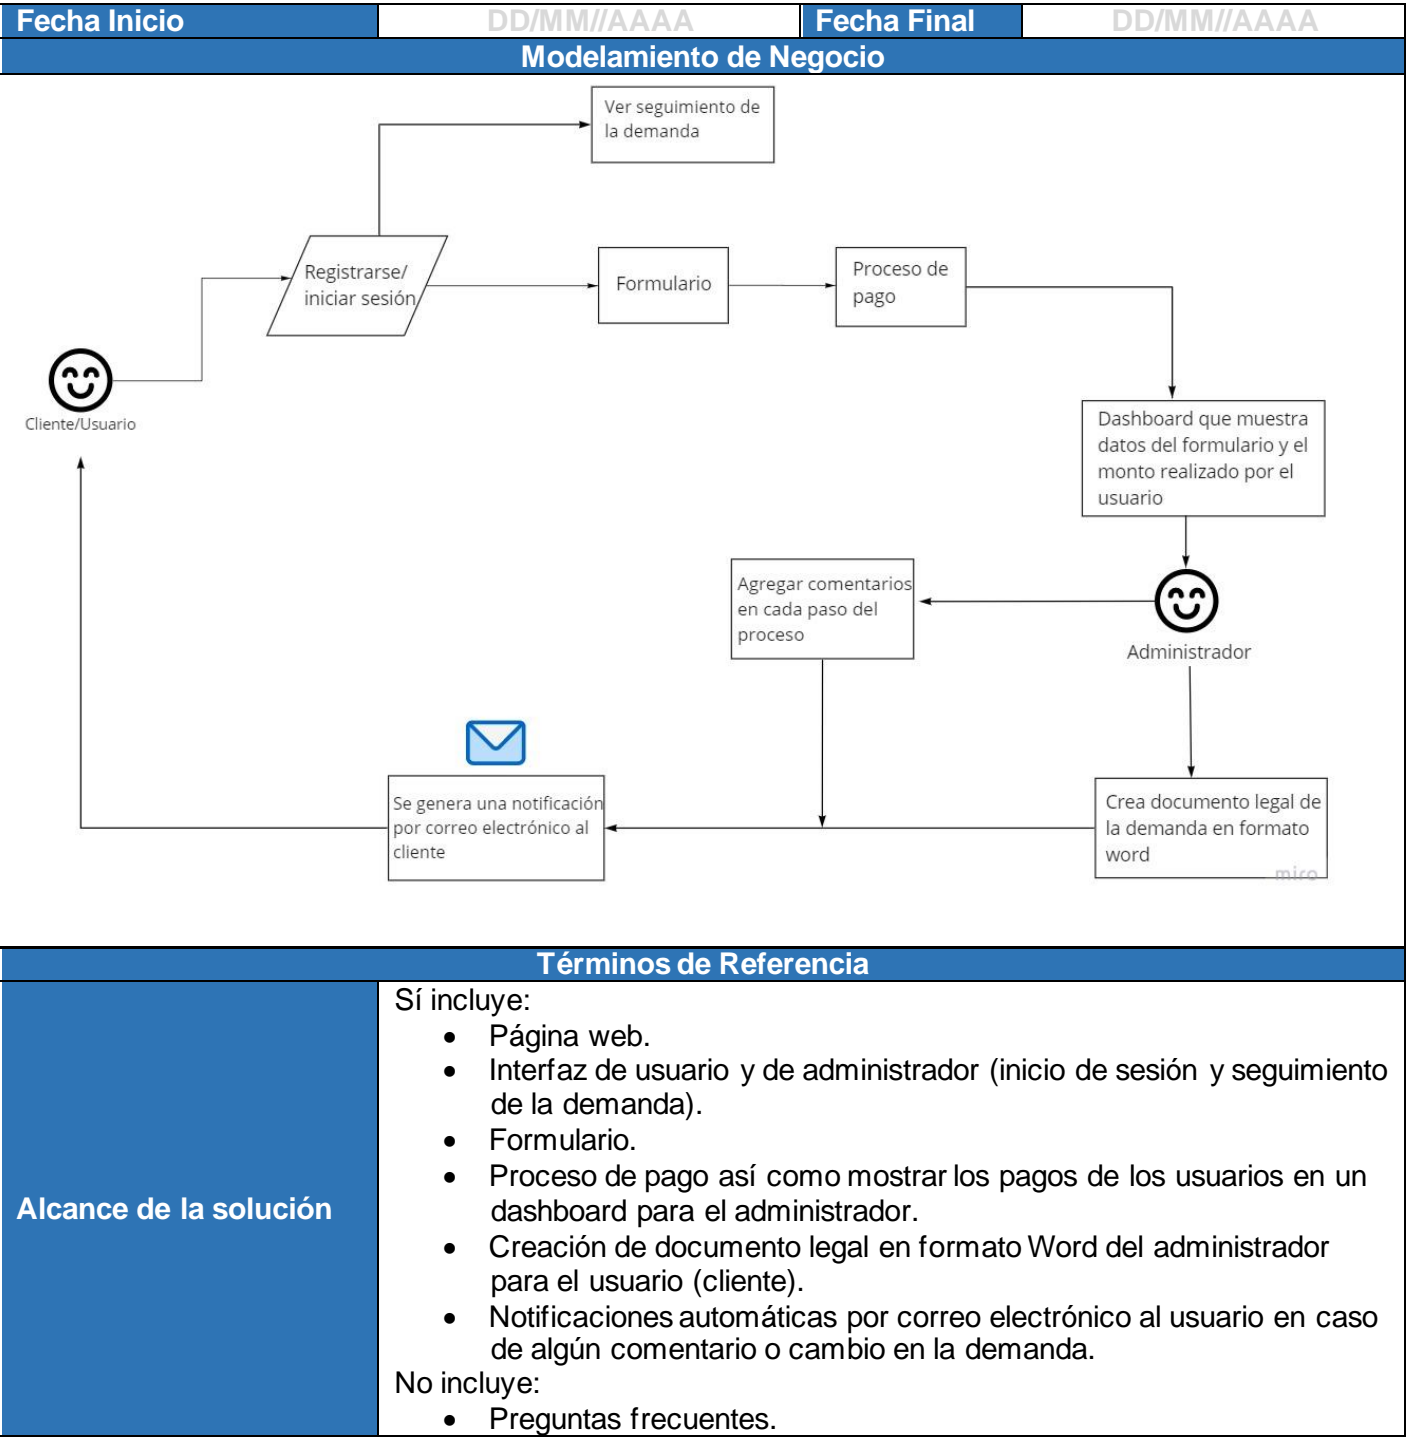 Fecha Inicio DD/MM//AAAA Fecha Final DD/MM//AAAA
Modelamiento de Negocio
Ver seguimiento de
la demanda
Registrarse/
iniciar sesión
Formulario
Proceso de
pago
Cliente/Usuario
Dashboard que muestra
datos del formulario y el
monto realizado por el
usuario
Agregar comentarios
en cada paso del
proceso
Administrador
Se genera una notificación
por correo electrónico al
cliente
Crea documento legal de
la demanda en formato
word
miro
Términos de Referencia
Alcance de la solución
Sí incluye:
• Página web.
• Interfaz de usuario y de administrador (inicio de sesión y seguimiento
de la demanda).
• Formulario.
• Proceso de pago así como mostrar los pagos de los usuarios en un
dashboard para el administrador.
• Creación de documento legal en formato Word del administrador
para el usuario (cliente).
• Notificaciones automáticas por correo electrónico al usuario en caso
de algún comentario o cambio en la demanda.
No incluye:
• Preguntas frecuentes.